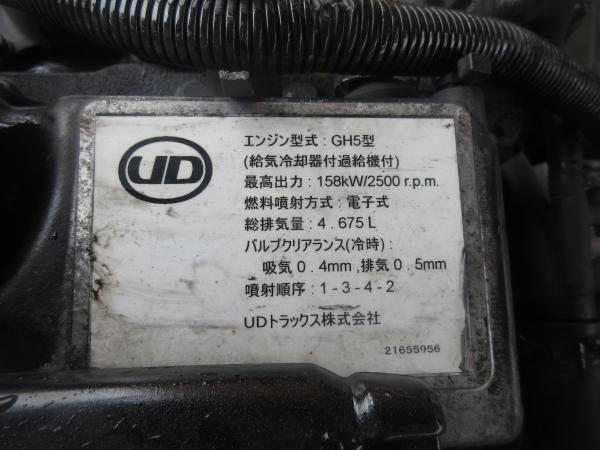 UD
エンジン型式：GH5型
(給気冷却器付過給機付)
最高出力：158kW/2500 r.p.m.
燃料噴射方式：電子式
総排気量：4.675L
バルブクリアランス(冷時)：
吸気0.4mm,排気0.5mm
噴射順序：1-3-4-2
UDトラックス株式会社
21655956